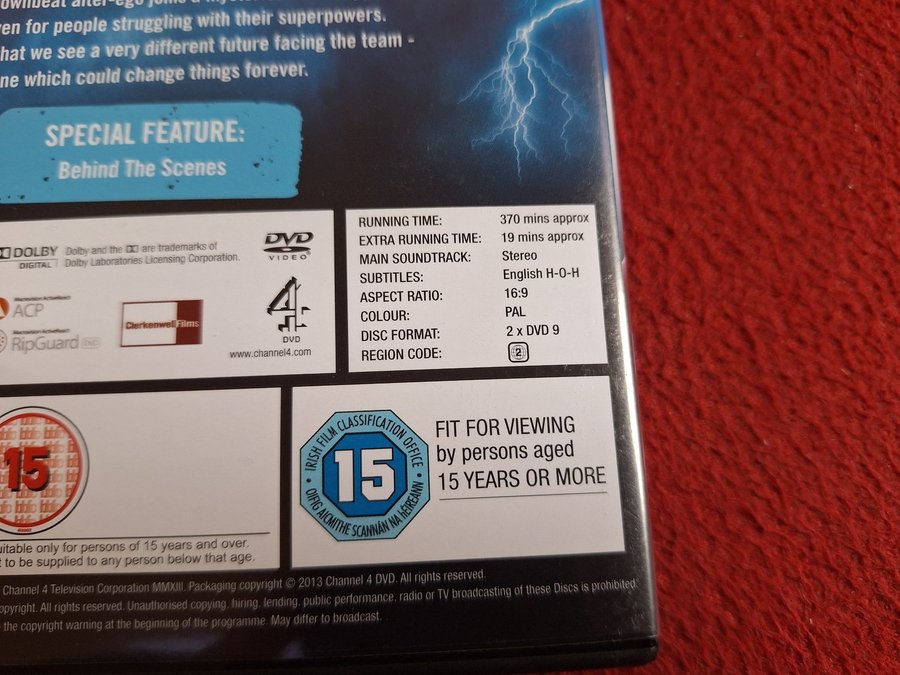 en for people struggling with their superpowers.
hat we see a very different future facing the team -
ne which could change things forever.
SPECIAL FEATURE:
Behind The Scenes
DOLBY
DIGITAL
Dolby and the DD are trademarks of
Dolby Laboratories Licensing Corporation.
DVD
VIDEO
ACP
RipGuard DVD
Clerkenwell Films
4
DVD
www.channel4.com
RUNNING TIME: 370 mins approx
EXTRA RUNNING TIME: 19 mins approx
MAIN SOUNDTRACK: Stereo
SUBTITLES: English H-O-H
ASPECT RATIO: 16:9
COLOUR: PAL
DISC FORMAT: 2 x DVD 9
REGION CODE: 2
15
uitable only for persons of 15 years and over.
t to be supplied to any person below that age.
IRISH FILM CLASSIFICATION OFFICE
15
OIFIG AICMITHE SCANNÁN NA hÉIREANN
FIT FOR VIEWING
by persons aged
15 YEARS OR MORE
Channel 4 Television Corporation MMXIII. Packaging copyright © 2013 Channel 4 DVD. All rights reserved.
opyright. All rights reserved. Unauthorised copying, hiring, lending, public performance, radio or TV broadcasting of these Discs is prohibited.
the copyright warning at the beginning of the programme. May differ to broadcast.